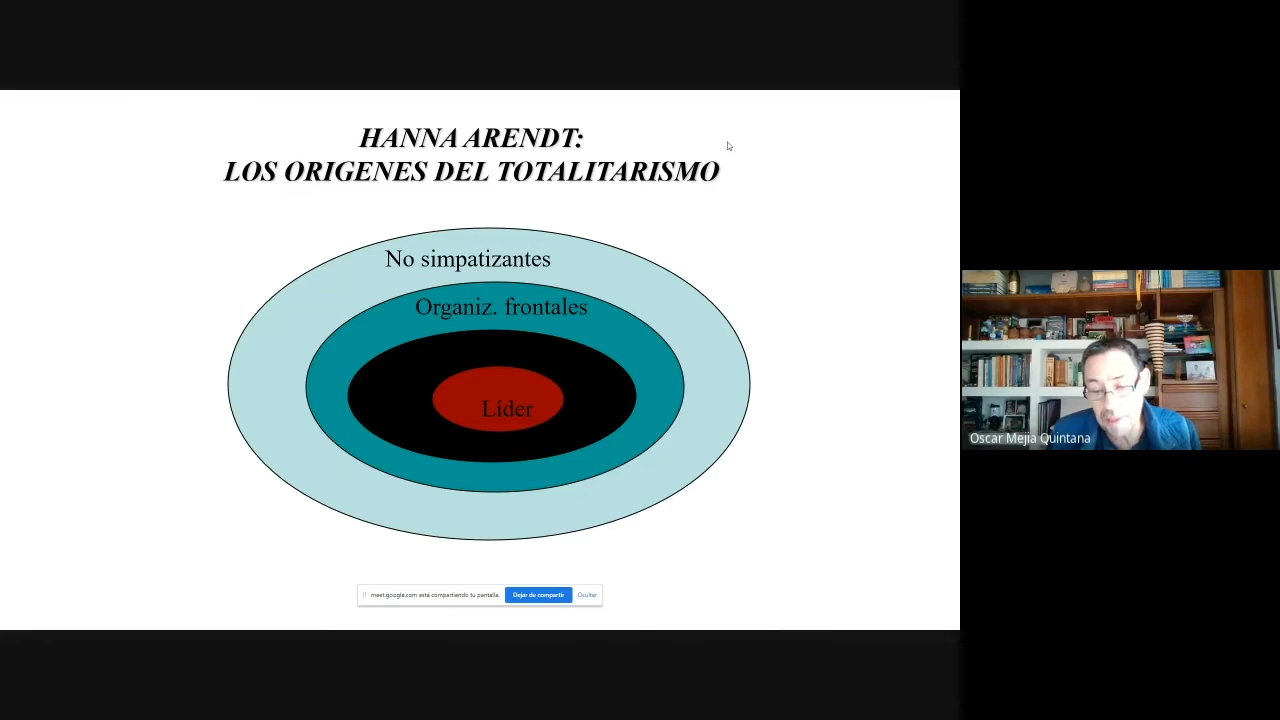 HANNA ARENDT:
LOS ORIGENES DEL TOTALITARISMO
No simpatizantes
Organiz. frontales
Líder
Oscar Mejia Quintana
meet.google.com está compartiendo tu pantalla.
Dejar de compartir
Ocultar